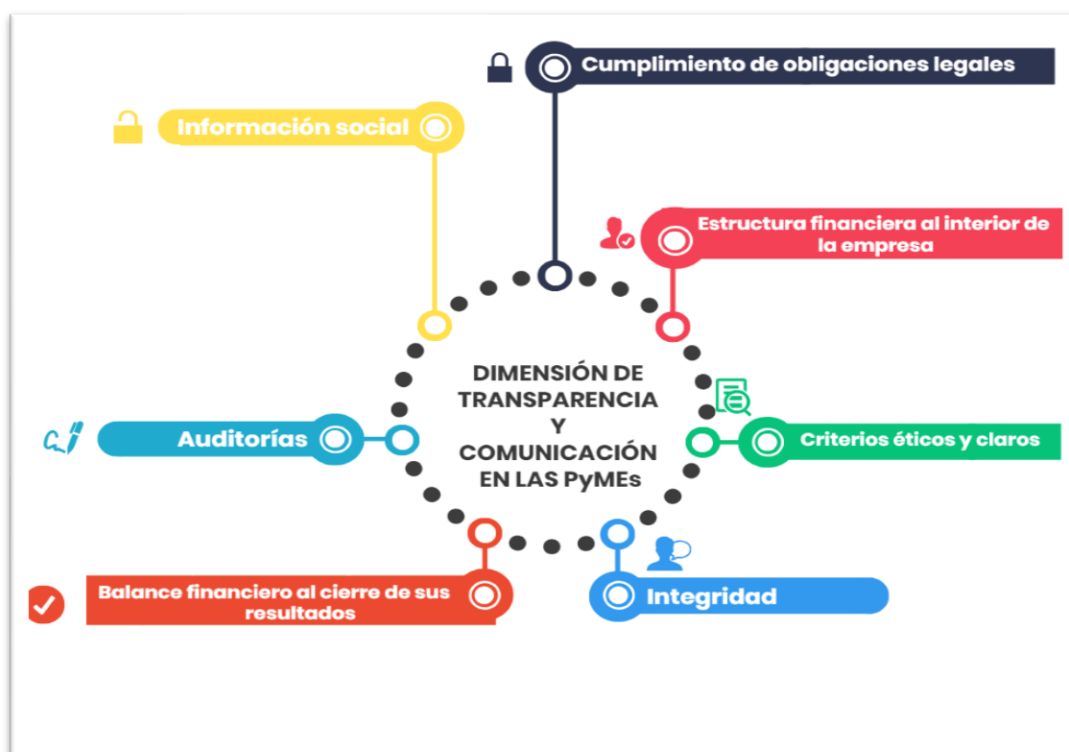 Cumplimiento de obligaciones legales
Información social
Estructura financiera al interior de
la empresa
DIMENSIÓN DE
TRANSPARENCIA
Y
COMUNICACIÓN
EN LAS PyMEs
Auditorías
Criterios éticos y claros
Balance financiero al cierre de sus
resultados
Integridad